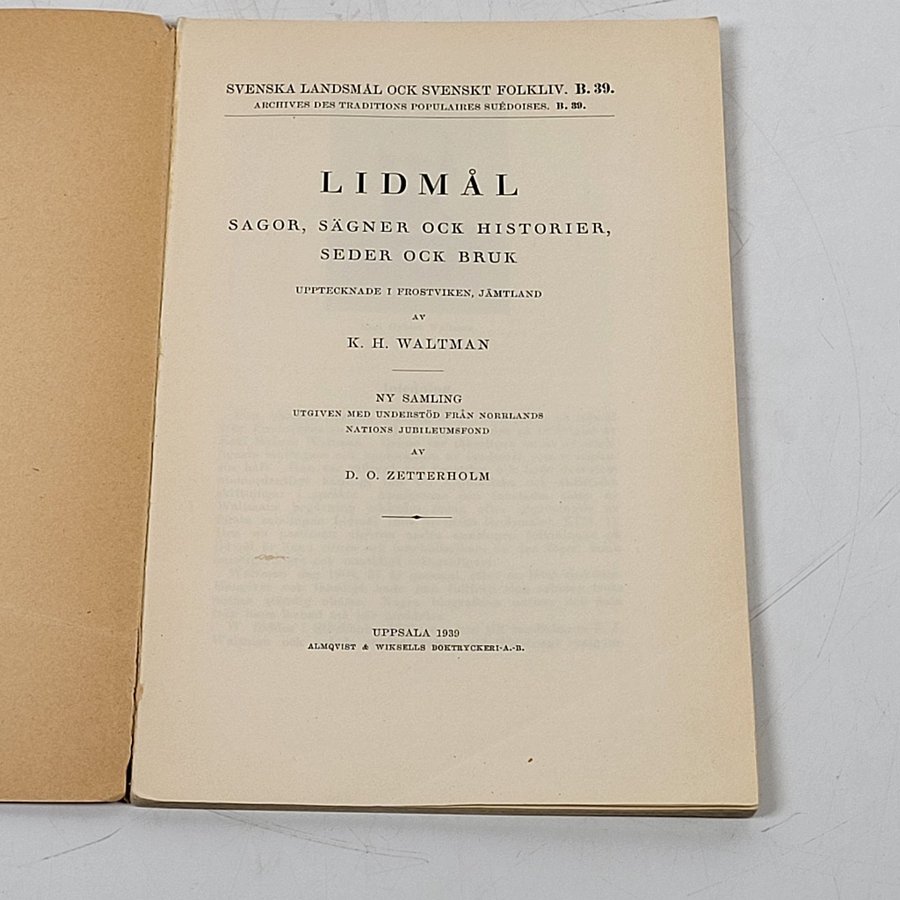 SVENSKA LANDSMÅL OCK SVENSKT FOLKLIV. B. 39.
ARCHIVES DES TRADITIONS POPULAIRES SUÉDOISES. B. 39.
LIDMÅL
SAGOR, SÄGNER OCK HISTORIER,
SEDER OCK BRUK
UPPTECKNADE I FROSTVIKEN, JÄMTLAND
AV
K. H. WALTMAN
NY SAMLING
UTGIVEN MED UNDERSTÖD FRÅN NORRLANDS
NATIONS JUBILEUMSFOND
AV
D. O. ZETTERHOLM
UPPSALA 1939
ALMQVIST & WIKSELLS BOKTRYCKERI-A.-B.